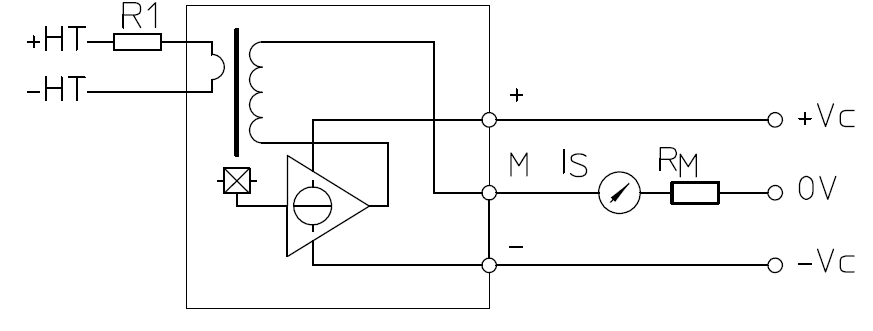 R1
+HT
-HT
+
+Vc
M IS RM 0V
-
-Vc